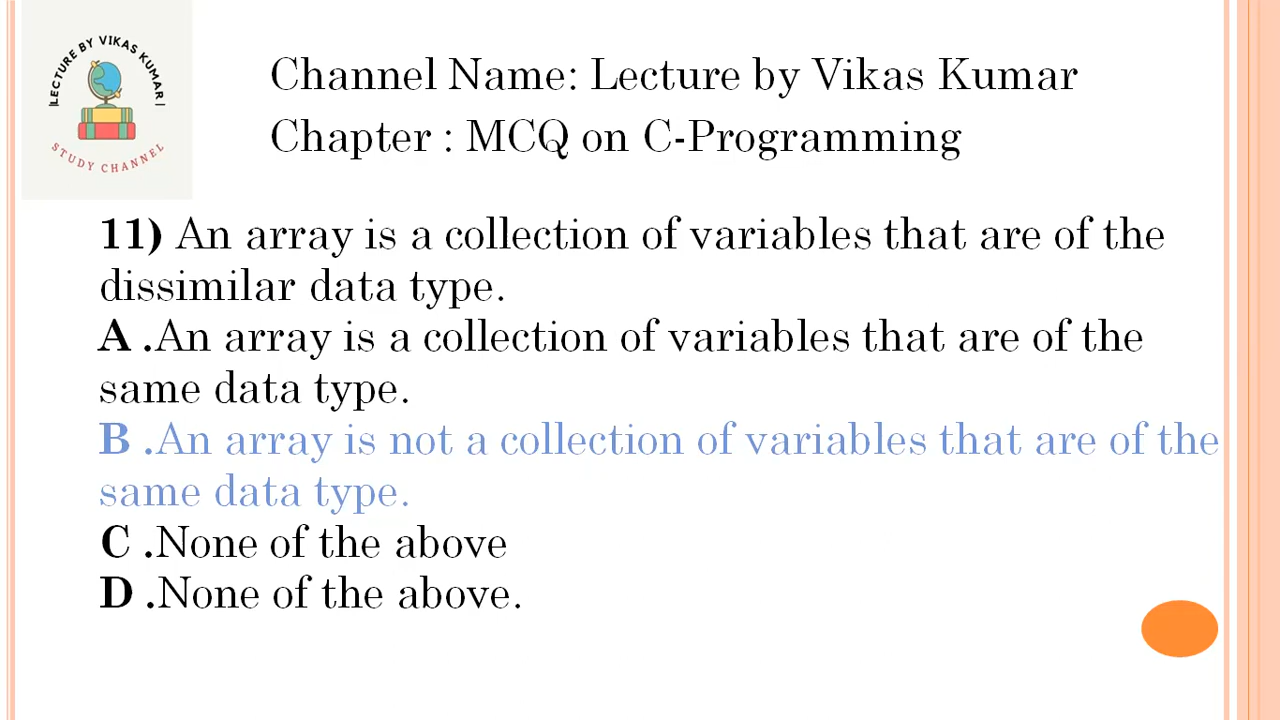 |LECTURE BY VIKAS KUMAR|
STUDY CHANNEL
Channel Name: Lecture by Vikas Kumar
Chapter : MCQ on C-Programming
11) An array is a collection of variables that are of the
dissimilar data type.
A .An array is a collection of variables that are of the
same data type.
B .An array is not a collection of variables that are of the
same data type.
C .None of the above
D .None of the above.